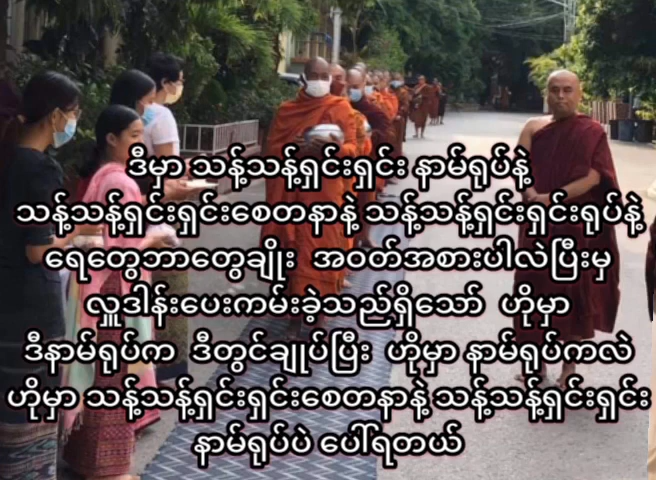 ဒီမှာ သန့်သန့်ရှင်းရှင်း နာမ်ရုပ်နဲ့
သန့်သန့်ရှင်းရှင်းစေတနာနဲ့ သန့်သန့်ရှင်းရှင်းရုပ်နဲ့
ရေတွေဘာတွေချိုး အဝတ်အစားပါလဲပြီးမှ
လှူဒါန်းပေးကမ်းခဲ့သည်ရှိသော် ဟိုမှာ
ဒီနာမ်ရုပ်က ဒီတွင်ချုပ်ပြီး ဟိုမှာ နာမ်ရုပ်ကလဲ
ဟိုမှာ သန့်သန့်ရှင်းရှင်းစေတနာနဲ့ သန့်သန့်ရှင်းရှင်း
နာမ်ရုပ်ပဲ ပေါ်ရတယ်